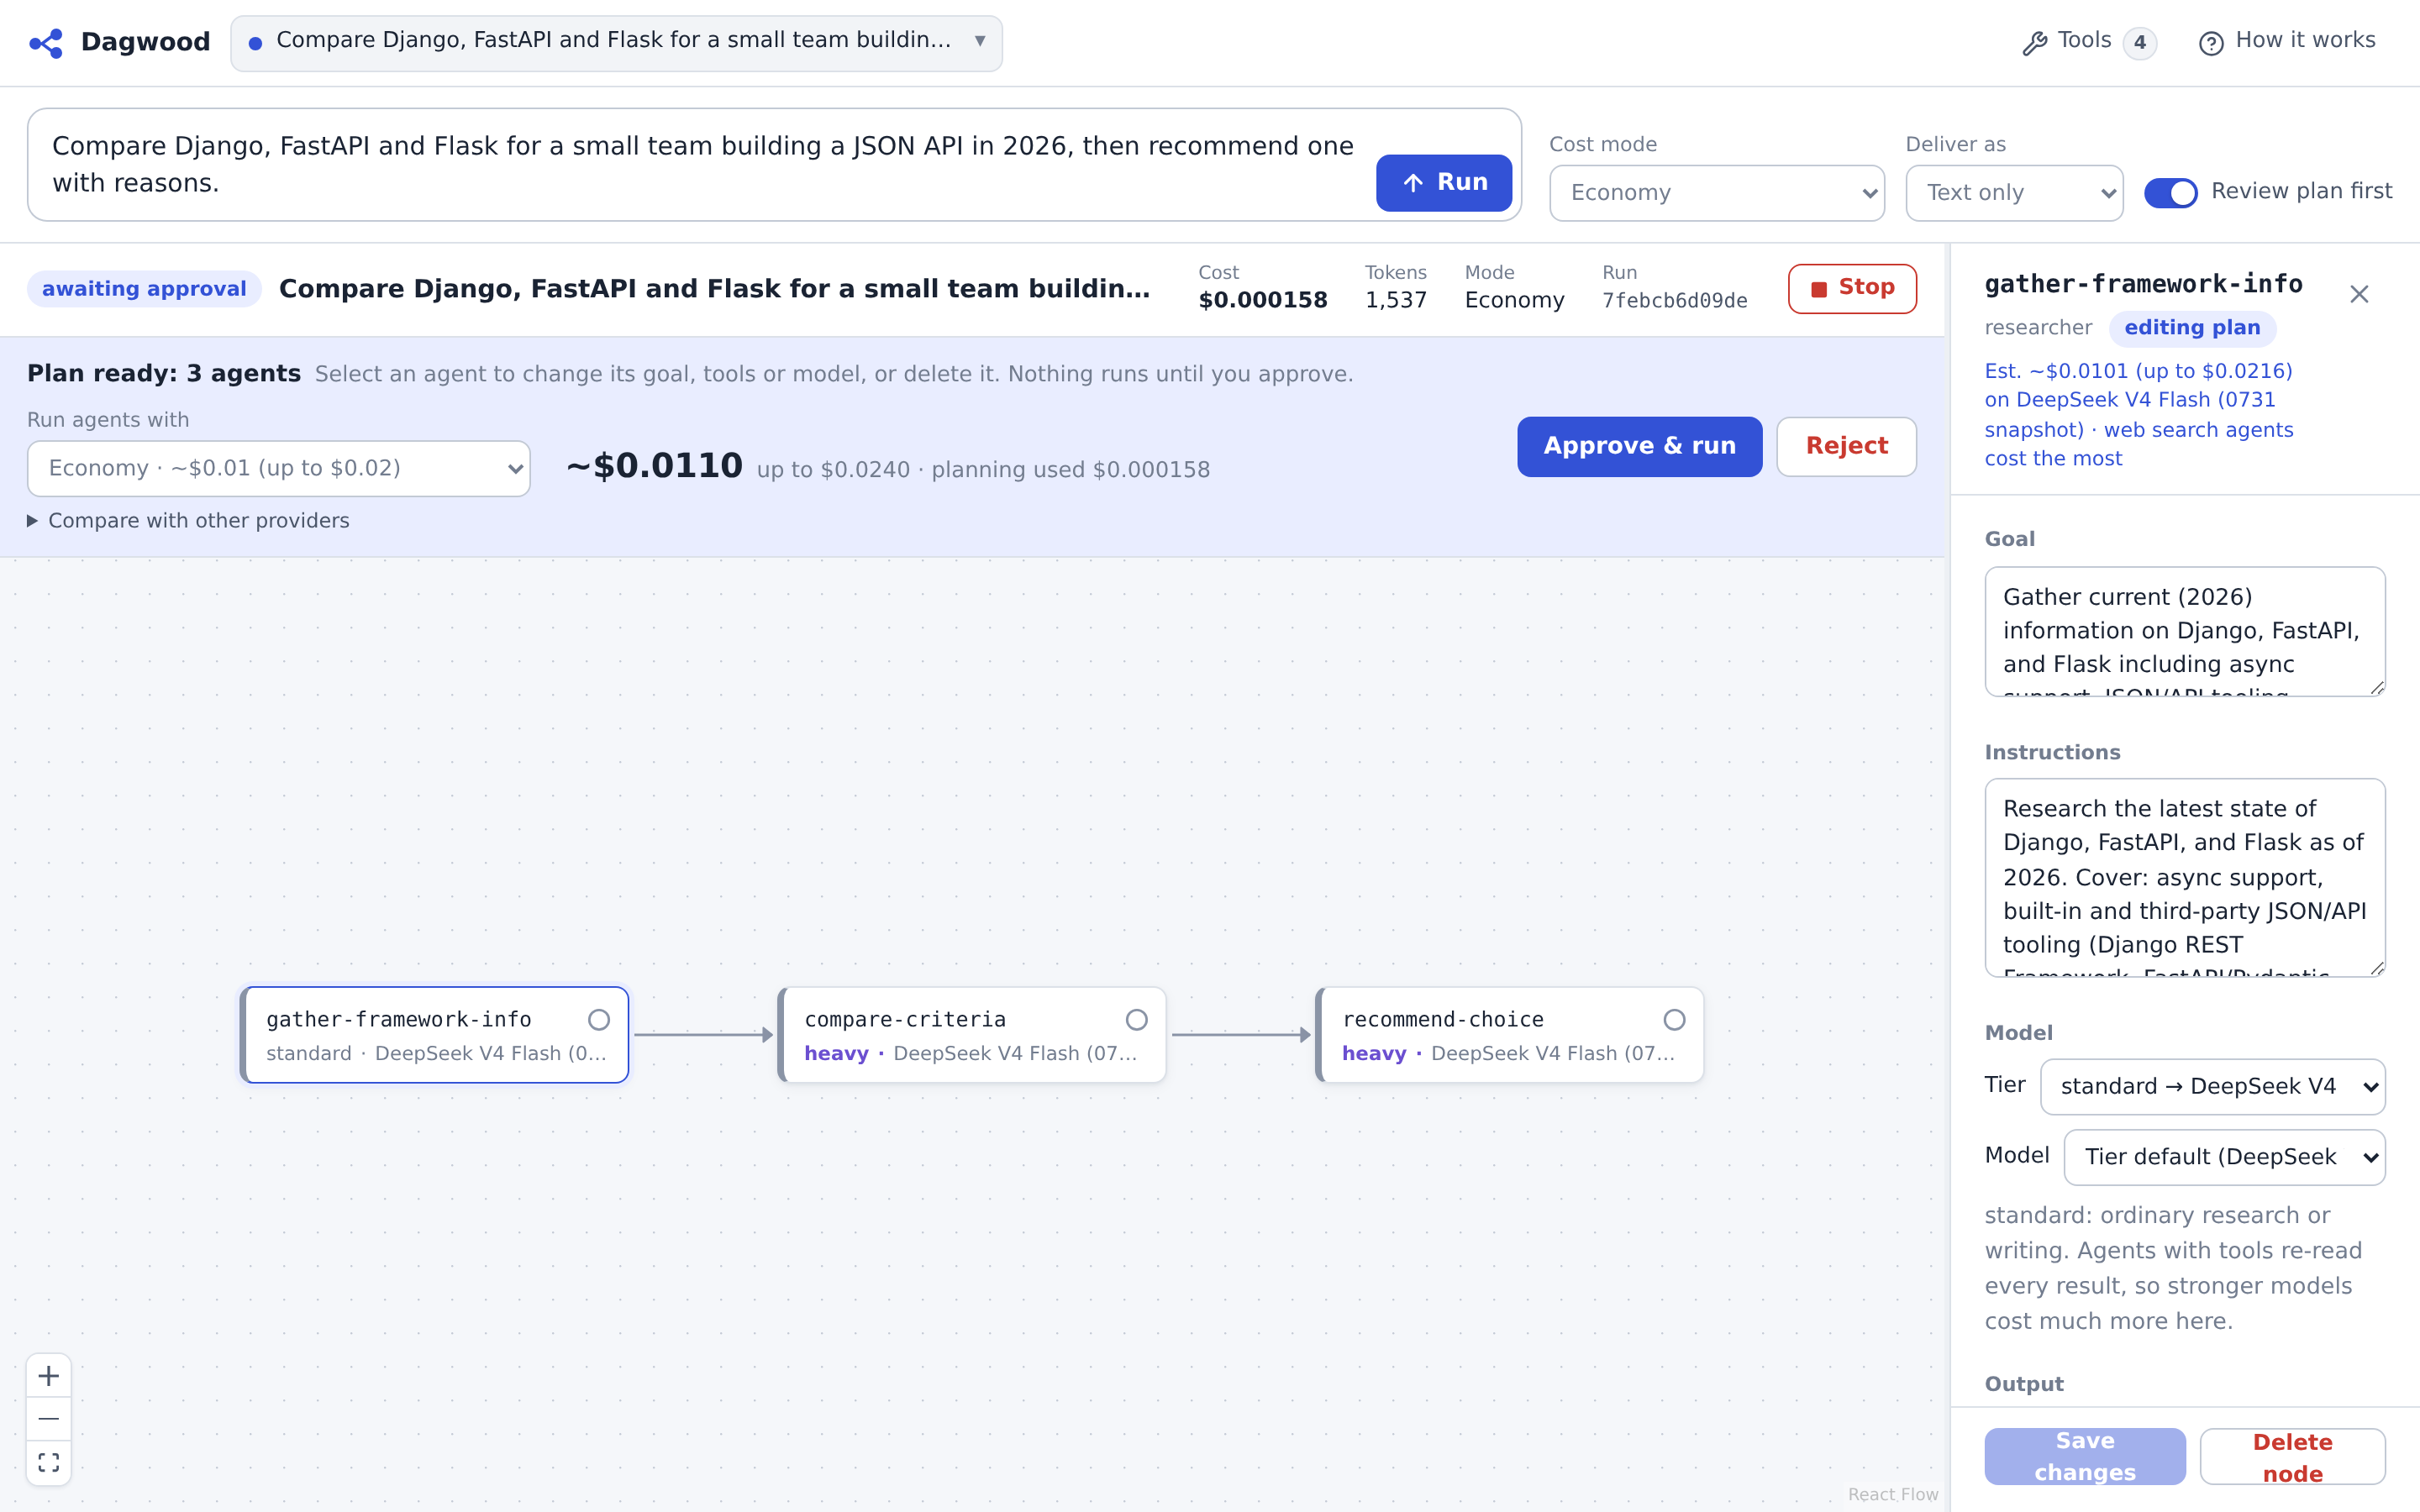 Dagwood
Compare Django, FastAPI and Flask for a small team buildin…
Tools 4
How it works
Compare Django, FastAPI and Flask for a small team building a JSON API in 2026, then recommend one
with reasons.
Run
Cost mode
Economy
Deliver as
Text only
Review plan first
awaiting approval
Compare Django, FastAPI and Flask for a small team buildin…
Cost
$0.000158
Tokens
1,537
Mode
Economy
Run
7febcb6d09de
Stop
Plan ready: 3 agents Select an agent to change its goal, tools or model, or delete it. Nothing runs until you approve.
Run agents with
Economy · ~$0.01 (up to $0.02)
~$0.0110 up to $0.0240 · planning used $0.000158
Approve & run
Reject
Compare with other providers
gather-framework-info
standard · DeepSeek V4 Flash (0…
compare-criteria
heavy · DeepSeek V4 Flash (07…
recommend-choice
heavy · DeepSeek V4 Flash (07…
React Flow
gather-framework-info
researcher editing plan
Est. ~$0.0101 (up to $0.0216)
on DeepSeek V4 Flash (0731
snapshot) · web search agents
cost the most
Goal
Gather current (2026)
information on Django, FastAPI,
and Flask including async
support, JSON/API tooling
Instructions
Research the latest state of
Django, FastAPI, and Flask as of
2026. Cover: async support,
built-in and third-party JSON/API
tooling (Django REST
Framework, FastAPI/Pydantic
Model
Tier standard → DeepSeek V4
Model Tier default (DeepSeek
standard: ordinary research or
writing. Agents with tools re-read
every result, so stronger models
cost much more here.
Output
Save
changes
Delete
node